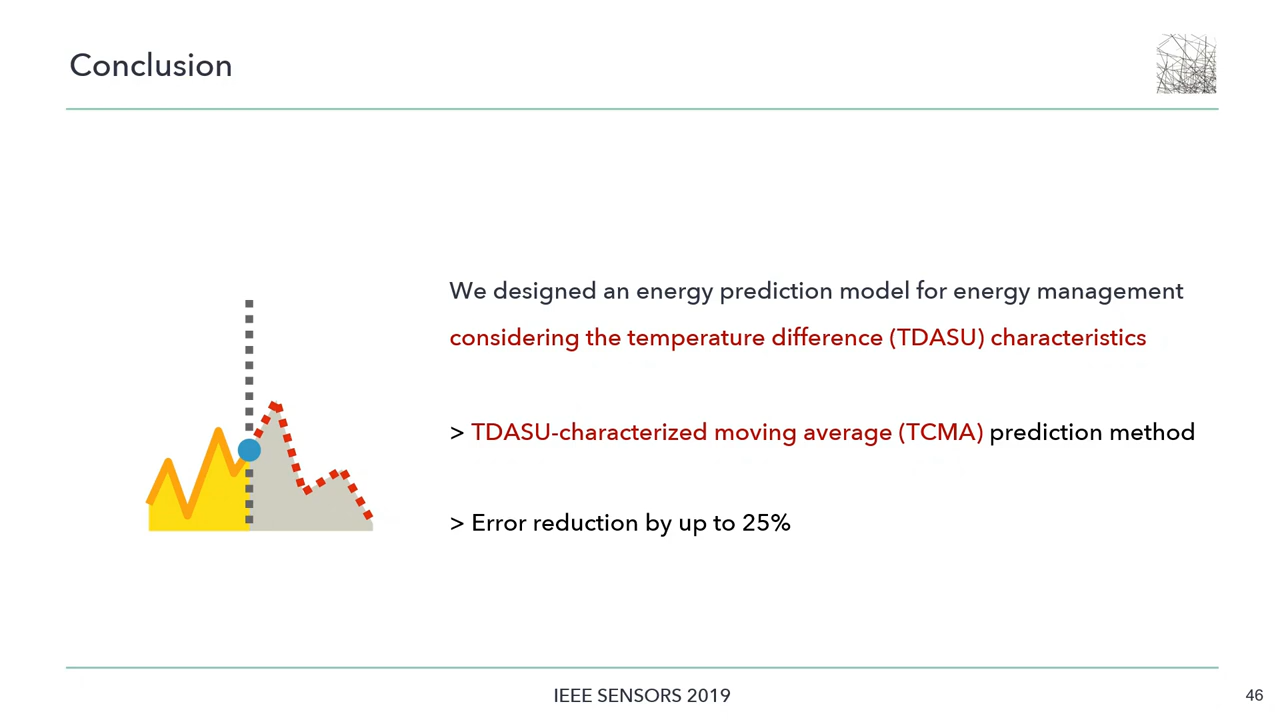 Conclusion
We designed an energy prediction model for energy management
considering the temperature difference (TDASU) characteristics
> TDASU-characterized moving average (TCMA) prediction method
> Error reduction by up to 25%
IEEE SENSORS 2019
46